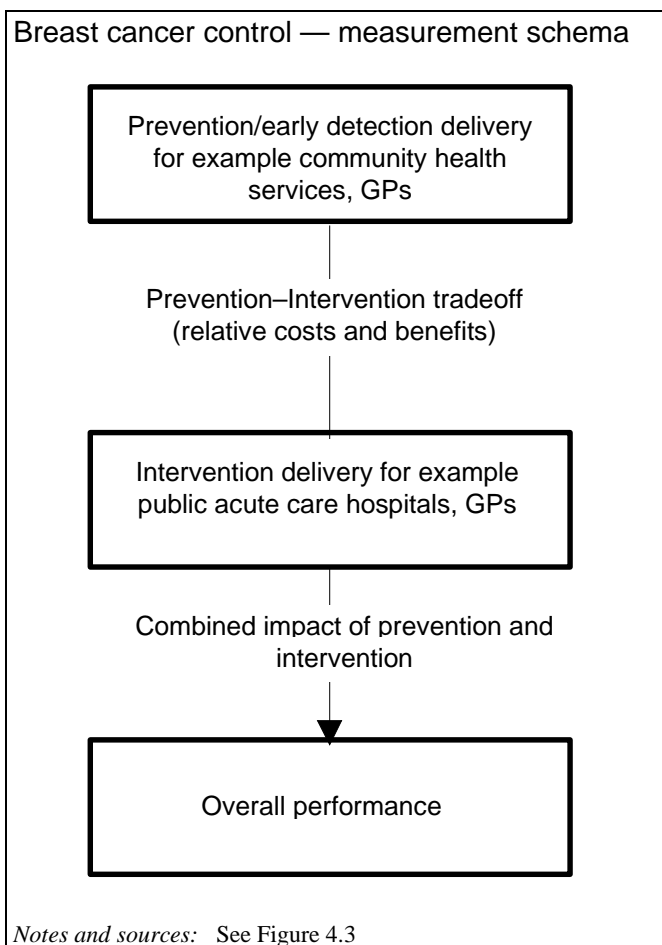 Breast cancer control — measurement schema
Prevention/early detection delivery
for example community health
services, GPs
Prevention–Intervention tradeoff
(relative costs and benefits)
Intervention delivery for example
public acute care hospitals, GPs
Combined impact of prevention and
intervention
Overall performance
Notes and sources: See Figure 4.3